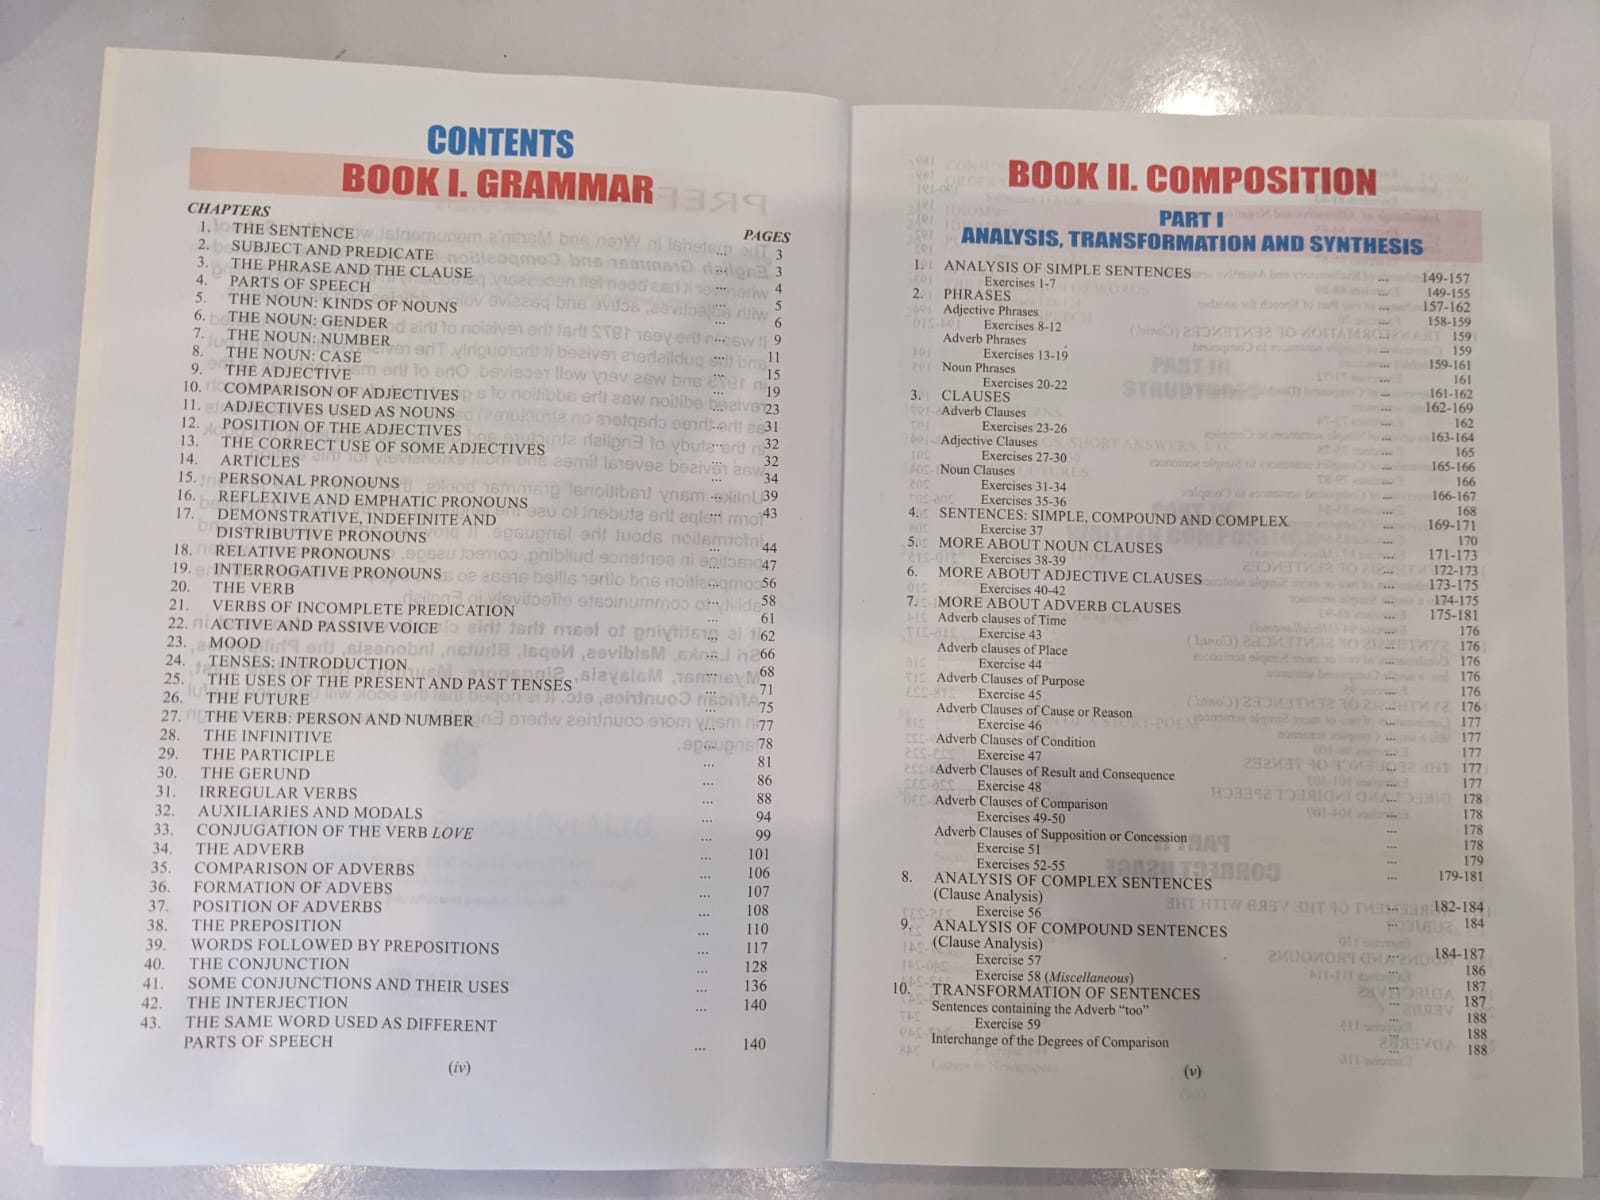 CONTENTS
BOOK I. GRAMMAR
CHAPTERS PAGES
1. THE SENTENCE ... 3
2. SUBJECT AND PREDICATE ... 3
3. THE PHRASE AND THE CLAUSE ... 4
4. PARTS OF SPEECH ... 5
5. THE NOUN: KINDS OF NOUNS ... 6
6. THE NOUN: GENDER ... 9
7. THE NOUN: NUMBER ... 11
8. THE NOUN: CASE ... 15
9. THE ADJECTIVE ... 19
10. COMPARISON OF ADJECTIVES ... 23
11. ADJECTIVES USED AS NOUNS ... 31
12. POSITION OF THE ADJECTIVES ... 32
13. THE CORRECT USE OF SOME ADJECTIVES ... 32
14. ARTICLES ... 34
15. PERSONAL PRONOUNS ... 39
16. REFLEXIVE AND EMPHATIC PRONOUNS ... 43
17. DEMONSTRATIVE, INDEFINITE AND
DISTRIBUTIVE PRONOUNS ... 44
18. RELATIVE PRONOUNS ... 47
19. INTERROGATIVE PRONOUNS ... 56
20. THE VERB ... 58
21. VERBS OF INCOMPLETE PREDICATION ... 61
22. ACTIVE AND PASSIVE VOICE ... 62
23. MOOD ... 66
24. TENSES: INTRODUCTION ... 68
25. THE USES OF THE PRESENT AND PAST TENSES ... 71
26. THE FUTURE ... 75
27. THE VERB: PERSON AND NUMBER ... 77
28. THE INFINITIVE ... 78
29. THE PARTICIPLE ... 81
30. THE GERUND ... 86
31. IRREGULAR VERBS ... 88
32. AUXILIARIES AND MODALS ... 94
33. CONJUGATION OF THE VERB LOVE ... 99
34. THE ADVERB ... 101
35. COMPARISON OF ADVERBS ... 106
36. FORMATION OF ADVEBS ... 107
37. POSITION OF ADVERBS ... 108
38. THE PREPOSITION ... 110
39. WORDS FOLLOWED BY PREPOSITIONS ... 117
40. THE CONJUNCTION ... 128
41. SOME CONJUNCTIONS AND THEIR USES ... 136
42. THE INTERJECTION ... 140
43. THE SAME WORD USED AS DIFFERENT
PARTS OF SPEECH ... 140
(iv)
BOOK II. COMPOSITION
PART I
ANALYSIS, TRANSFORMATION AND SYNTHESIS
1. ANALYSIS OF SIMPLE SENTENCES ... 149-157
Exercises 1-7 ... 149-155
2. PHRASES ... 157-162
Adjective Phrases ... 158-159
Exercises 8-12 ... 159
Adverb Phrases ... 159
Exercises 13-19 ... 159-161
Noun Phrases ... 161
Exercises 20-22 ... 161-162
3. CLAUSES ... 162-169
Adverb Clauses ... 162
Exercises 23-26 ... 163-164
Adjective Clauses ... 165
Exercises 27-30 ... 165-166
Noun Clauses ... 166
Exercises 31-34 ... 166-167
Exercises 35-36 ... 168
4. SENTENCES: SIMPLE, COMPOUND AND COMPLEX ... 169-171
Exercise 37 ... 170
5. MORE ABOUT NOUN CLAUSES ... 171-173
Exercises 38-39 ... 172-173
6. MORE ABOUT ADJECTIVE CLAUSES ... 173-175
Exercises 40-42 ... 174-175
7. MORE ABOUT ADVERB CLAUSES ... 175-181
Adverb clauses of Time ... 176
Exercise 43 ... 176
Adverb clauses of Place ... 176
Exercise 44 ... 176
Adverb Clauses of Purpose ... 176
Exercise 45 ... 176
Adverb Clauses of Cause or Reason ... 177
Exercise 46 ... 177
Adverb Clauses of Condition ... 177
Exercise 47 ... 177
Adverb Clauses of Result and Consequence ... 177
Exercise 48 ... 178
Adverb Clauses of Comparison ... 178
Exercises 49-50 ... 178
Adverb Clauses of Supposition or Concession ... 178
Exercise 51 ... 179
Exercises 52-55 ... 179-181
8. ANALYSIS OF COMPLEX SENTENCES
(Clause Analysis) ... 182-184
Exercise 56 ... 184
9. ANALYSIS OF COMPOUND SENTENCES
(Clause Analysis) ... 184-187
Exercise 57 ... 186
Exercise 58 (Miscellaneous) ... 187
10. TRANSFORMATION OF SENTENCES ... 187
Sentences containing the Adverb “too” ... 188
Exercise 59 ... 188
Interchange of the Degrees of Comparison ... 188
(v)